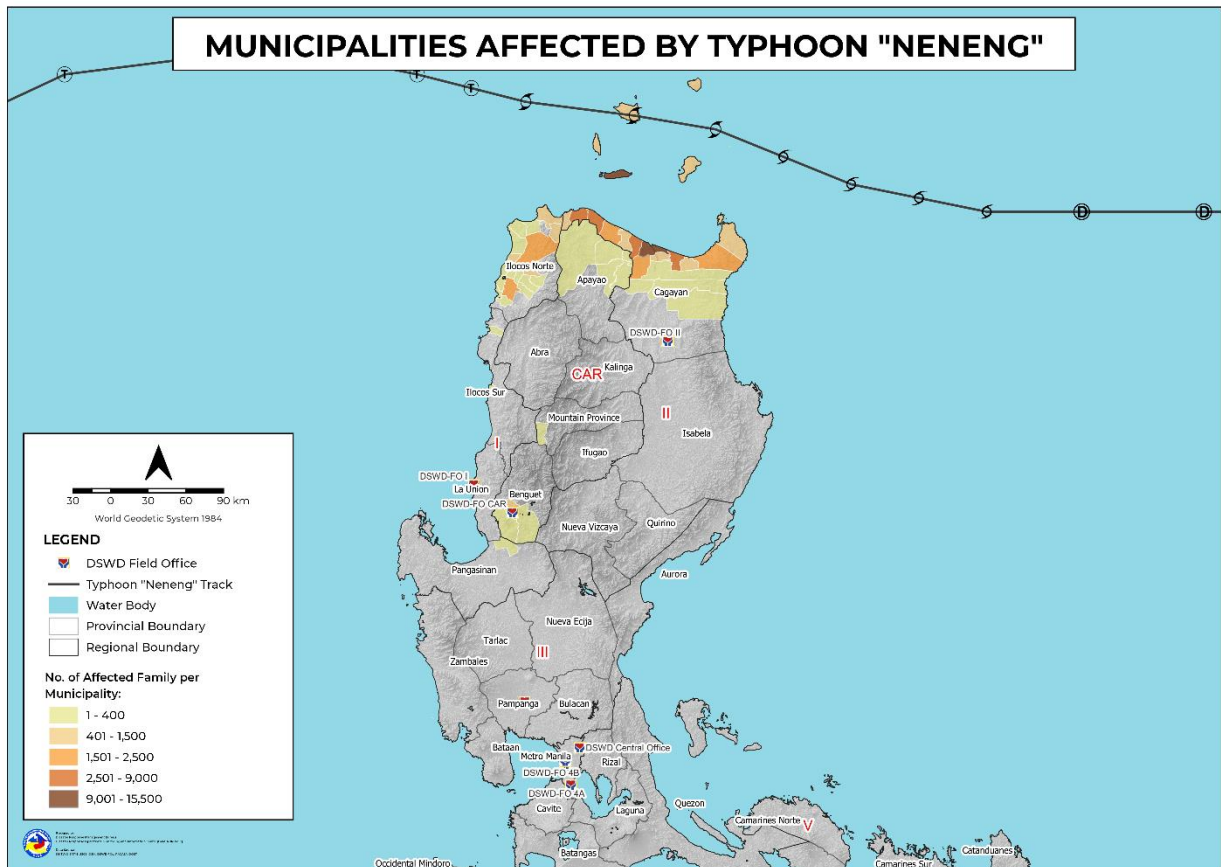 MUNICIPALITIES AFFECTED BY TYPHOON "NENENG"
T
T
T
D
D
Ilocos Norte
Apayao
Cagayan
DSWD-FO II
Abra
Kalinga
CAR
Ilocos Sur
II
Mountain Province
Isabela
I
Ifugao
DSWD-FO I
La Union
Benguet
DSWD-FO CAR
Nueva Vizcaya
Quirino
Pangasinan
Aurora
Nueva Ecija
Tarlac
III
Zambales
Pampanga
Bulacan
Bataan
DSWD Central Office
Metro Manila
Rizal
DSWD-FO 4B
DSWD-FO 4A
Cavite
Laguna
Quezon
Camarines Norte
V
Batangas
Catanduanes
Occidental Mindoro
Camarines Sur
30 0 30 60 90 km
World Geodetic System 1984
LEGEND
DSWD Field Office
Typhoon "Neneng" Track
Water Body
Provincial Boundary
Regional Boundary
No. of Affected Family per
Municipality:
1 - 400
401 - 1,500
1,501 - 2,500
2,501 - 9,000
9,001 - 15,500